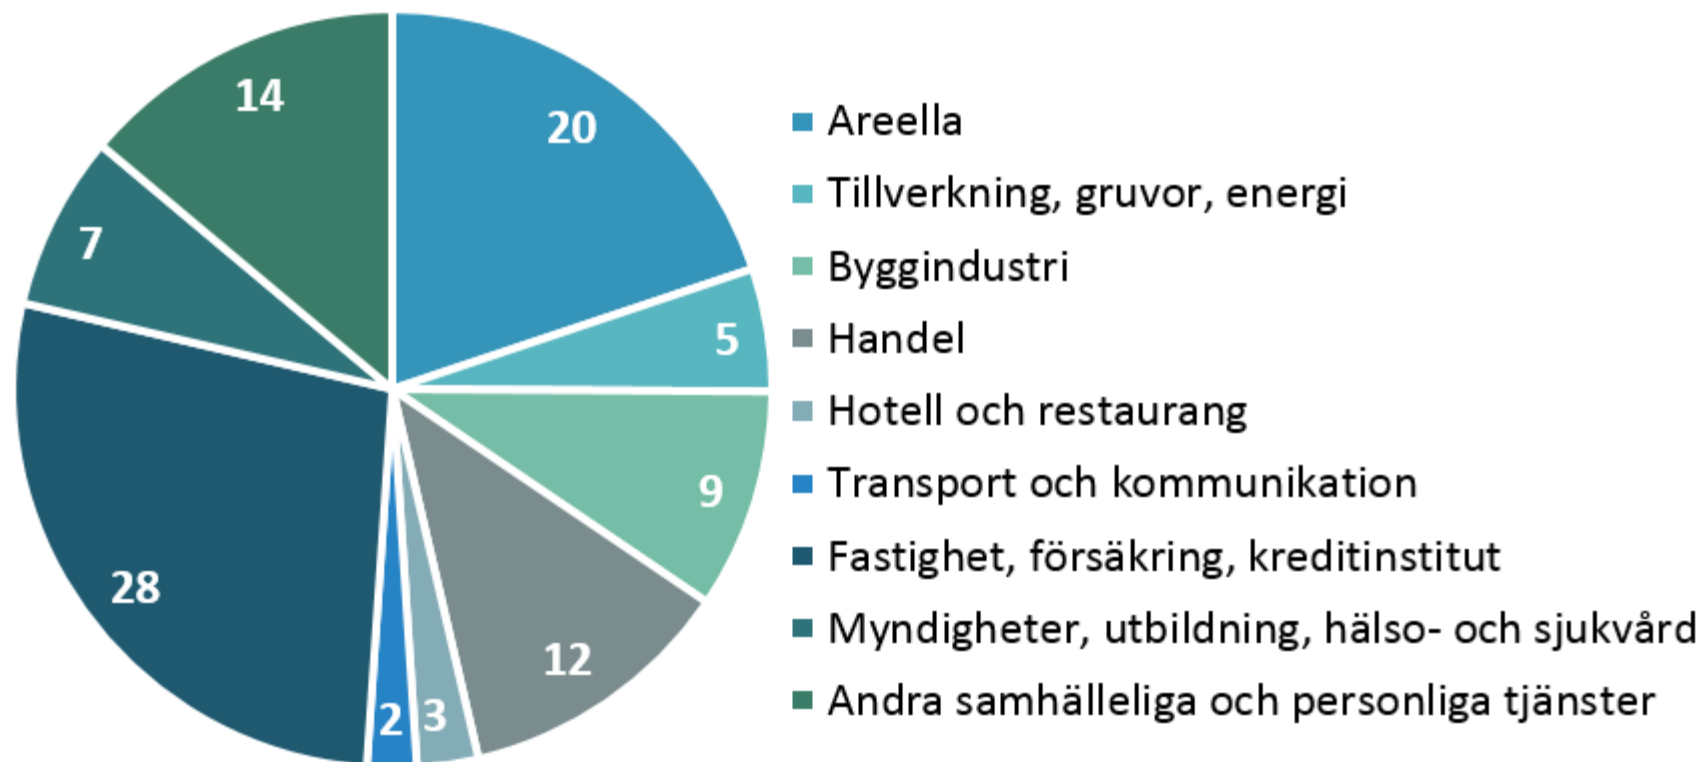 14
20
7
5
9
28
12
2
3
Areella
Tillverkning, gruvor, energi
Byggindustri
Handel
Hotell och restaurang
Transport och kommunikation
Fastighet, försäkring, kreditinstitut
Myndigheter, utbildning, hälso- och sjukvård
Andra samhälleliga och personliga tjänster